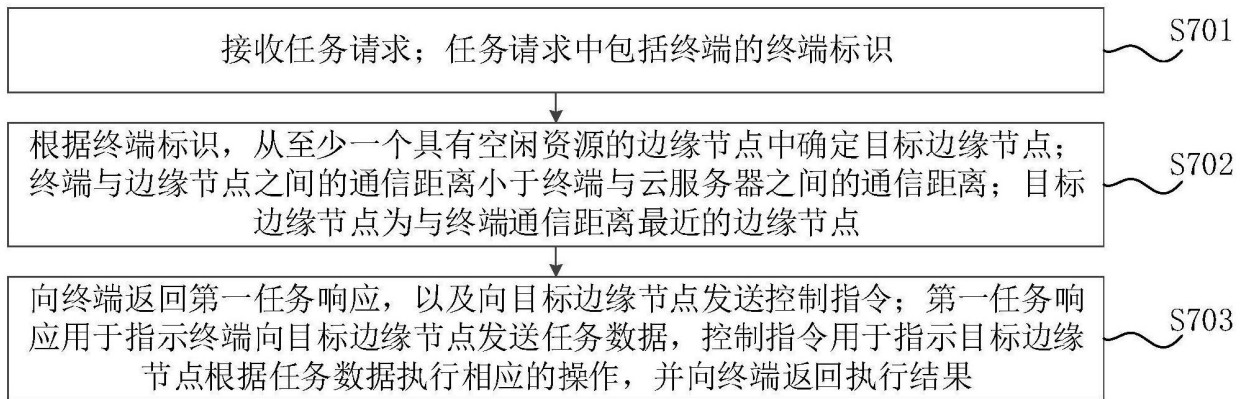 接收任务请求；任务请求中包括终端的终端标识
S701
根据终端标识，从至少一个具有空闲资源的边缘节点中确定目标边缘节点；
终端与边缘节点之间的通信距离小于终端与云服务器之间的通信距离；目标
边缘节点为与终端通信距离最近的边缘节点
S702
向终端返回第一任务响应，以及向目标边缘节点发送控制指令；第一任务响
应用于指示终端向目标边缘节点发送任务数据，控制指令用于指示目标边缘
节点根据任务数据执行相应的操作，并向终端返回执行结果
S703